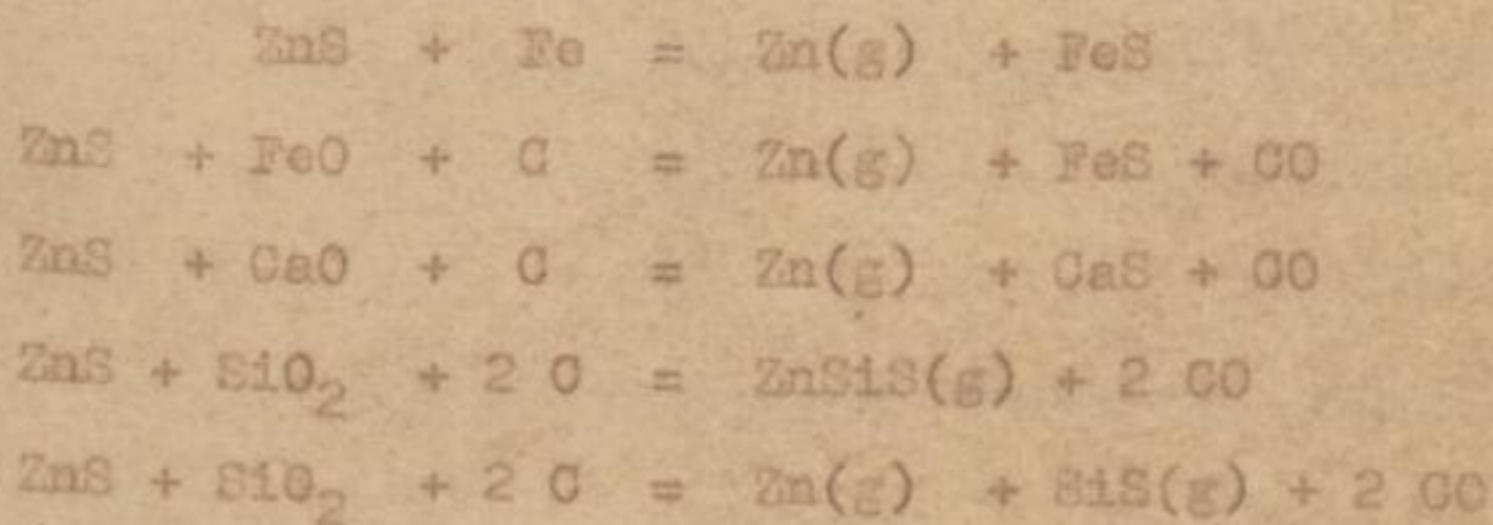 ZnS + Fe = Zn(g) + FeS
ZnS + FeO + C = Zn(g) + FeS + CO
ZnS + CaO + C = Zn(g) + CaS + CO
ZnS + SiO₂ + 2 C = ZnSiS(g) + 2 CO
ZnS + SiO₂ + 2 C = Zn(g) + SiS(g) + 2 CO